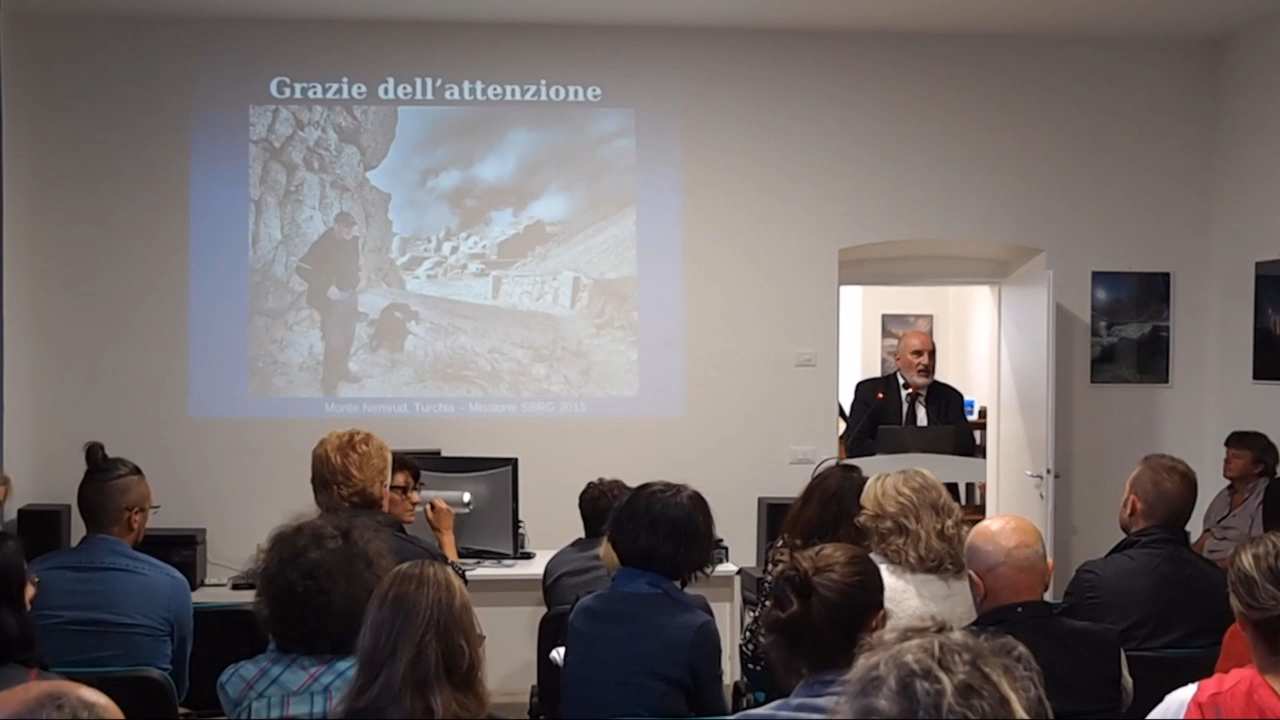 Grazie dell’attenzione
Monte Nemrud, Turchia – Missione SBRG 2015